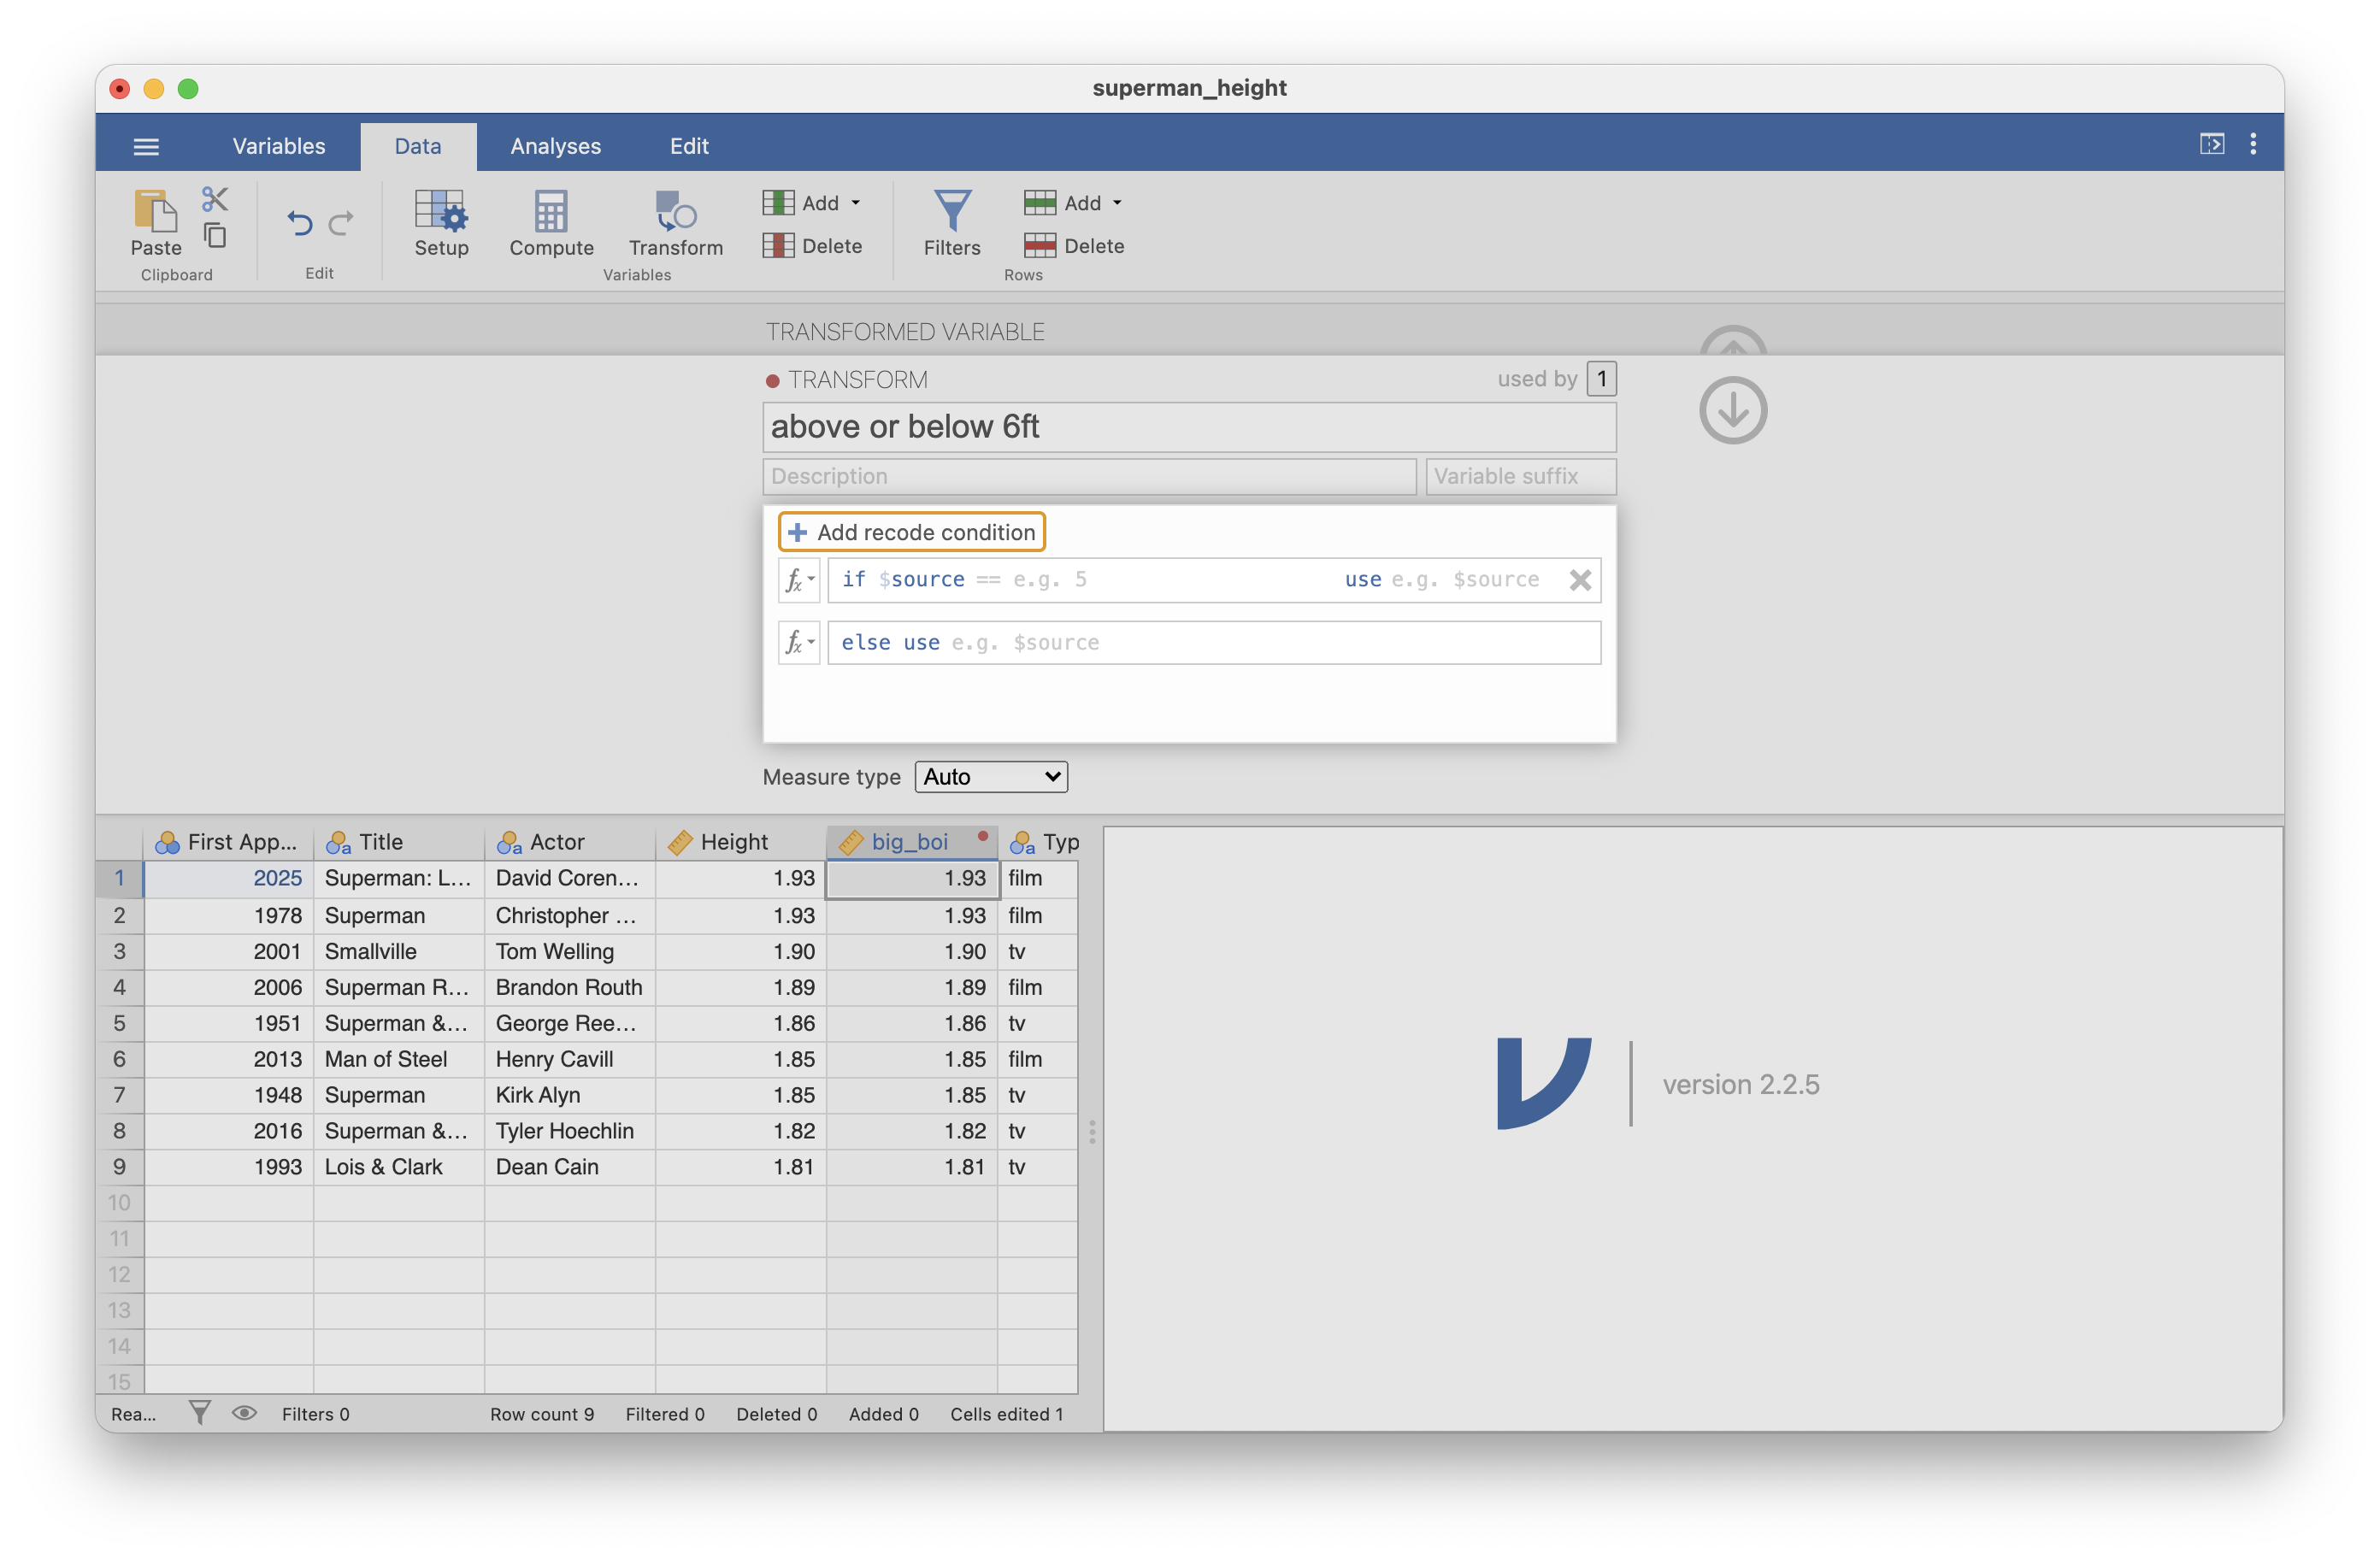 superman_height
Variables Data Analyses Edit
Paste Setup Compute Transform Add Delete Filters Add Delete
Clipboard Edit Variables Rows
TRANSFORMED VARIABLE
TRANSFORM used by 1
above or below 6ft
Description Variable suffix
Add recode condition
fx if $source == e.g. 5 use e.g. $source
fx else use e.g. $source
Measure type Auto
First App... Title Actor Height big_boi Typ
1 2025 Superman: L... David Coren... 1.93 1.93 film
2 1978 Superman Christopher ... 1.93 1.93 film
3 2001 Smallville Tom Welling 1.90 1.90 tv
4 2006 Superman R... Brandon Routh 1.89 1.89 film
5 1951 Superman &... George Ree... 1.86 1.86 tv
6 2013 Man of Steel Henry Cavill 1.85 1.85 film
7 1948 Superman Kirk Alyn 1.85 1.85 tv
8 2016 Superman &... Tyler Hoechlin 1.82 1.82 tv
9 1993 Lois & Clark Dean Cain 1.81 1.81 tv
10
11
12
13
14
15
version 2.2.5
Rea... Filters 0 Row count 9 Filtered 0 Deleted 0 Added 0 Cells edited 1